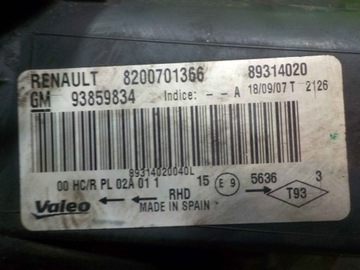 RENAULT 8200701366 89314020
GM 93859834 Indice: - - A 18/09/07 T 2126
89314020040L
00 HC/R PL 02A 01 1 15 E 9 5636 3
Valeo RHD T93
MADE IN SPAIN